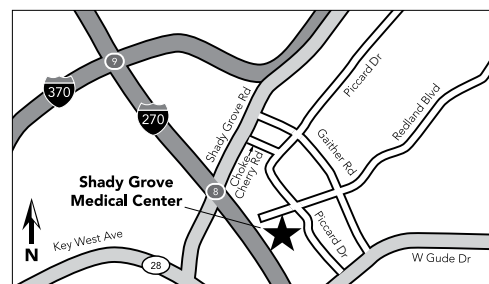 9
370
270
Shady Grove Rd
Piccard Dr
Redland Blvd
Gaither Rd
Choke
Cherry Rd
Shady Grove
Medical Center
8
Piccard Dr
N
Key West Ave
28
W Gude Dr